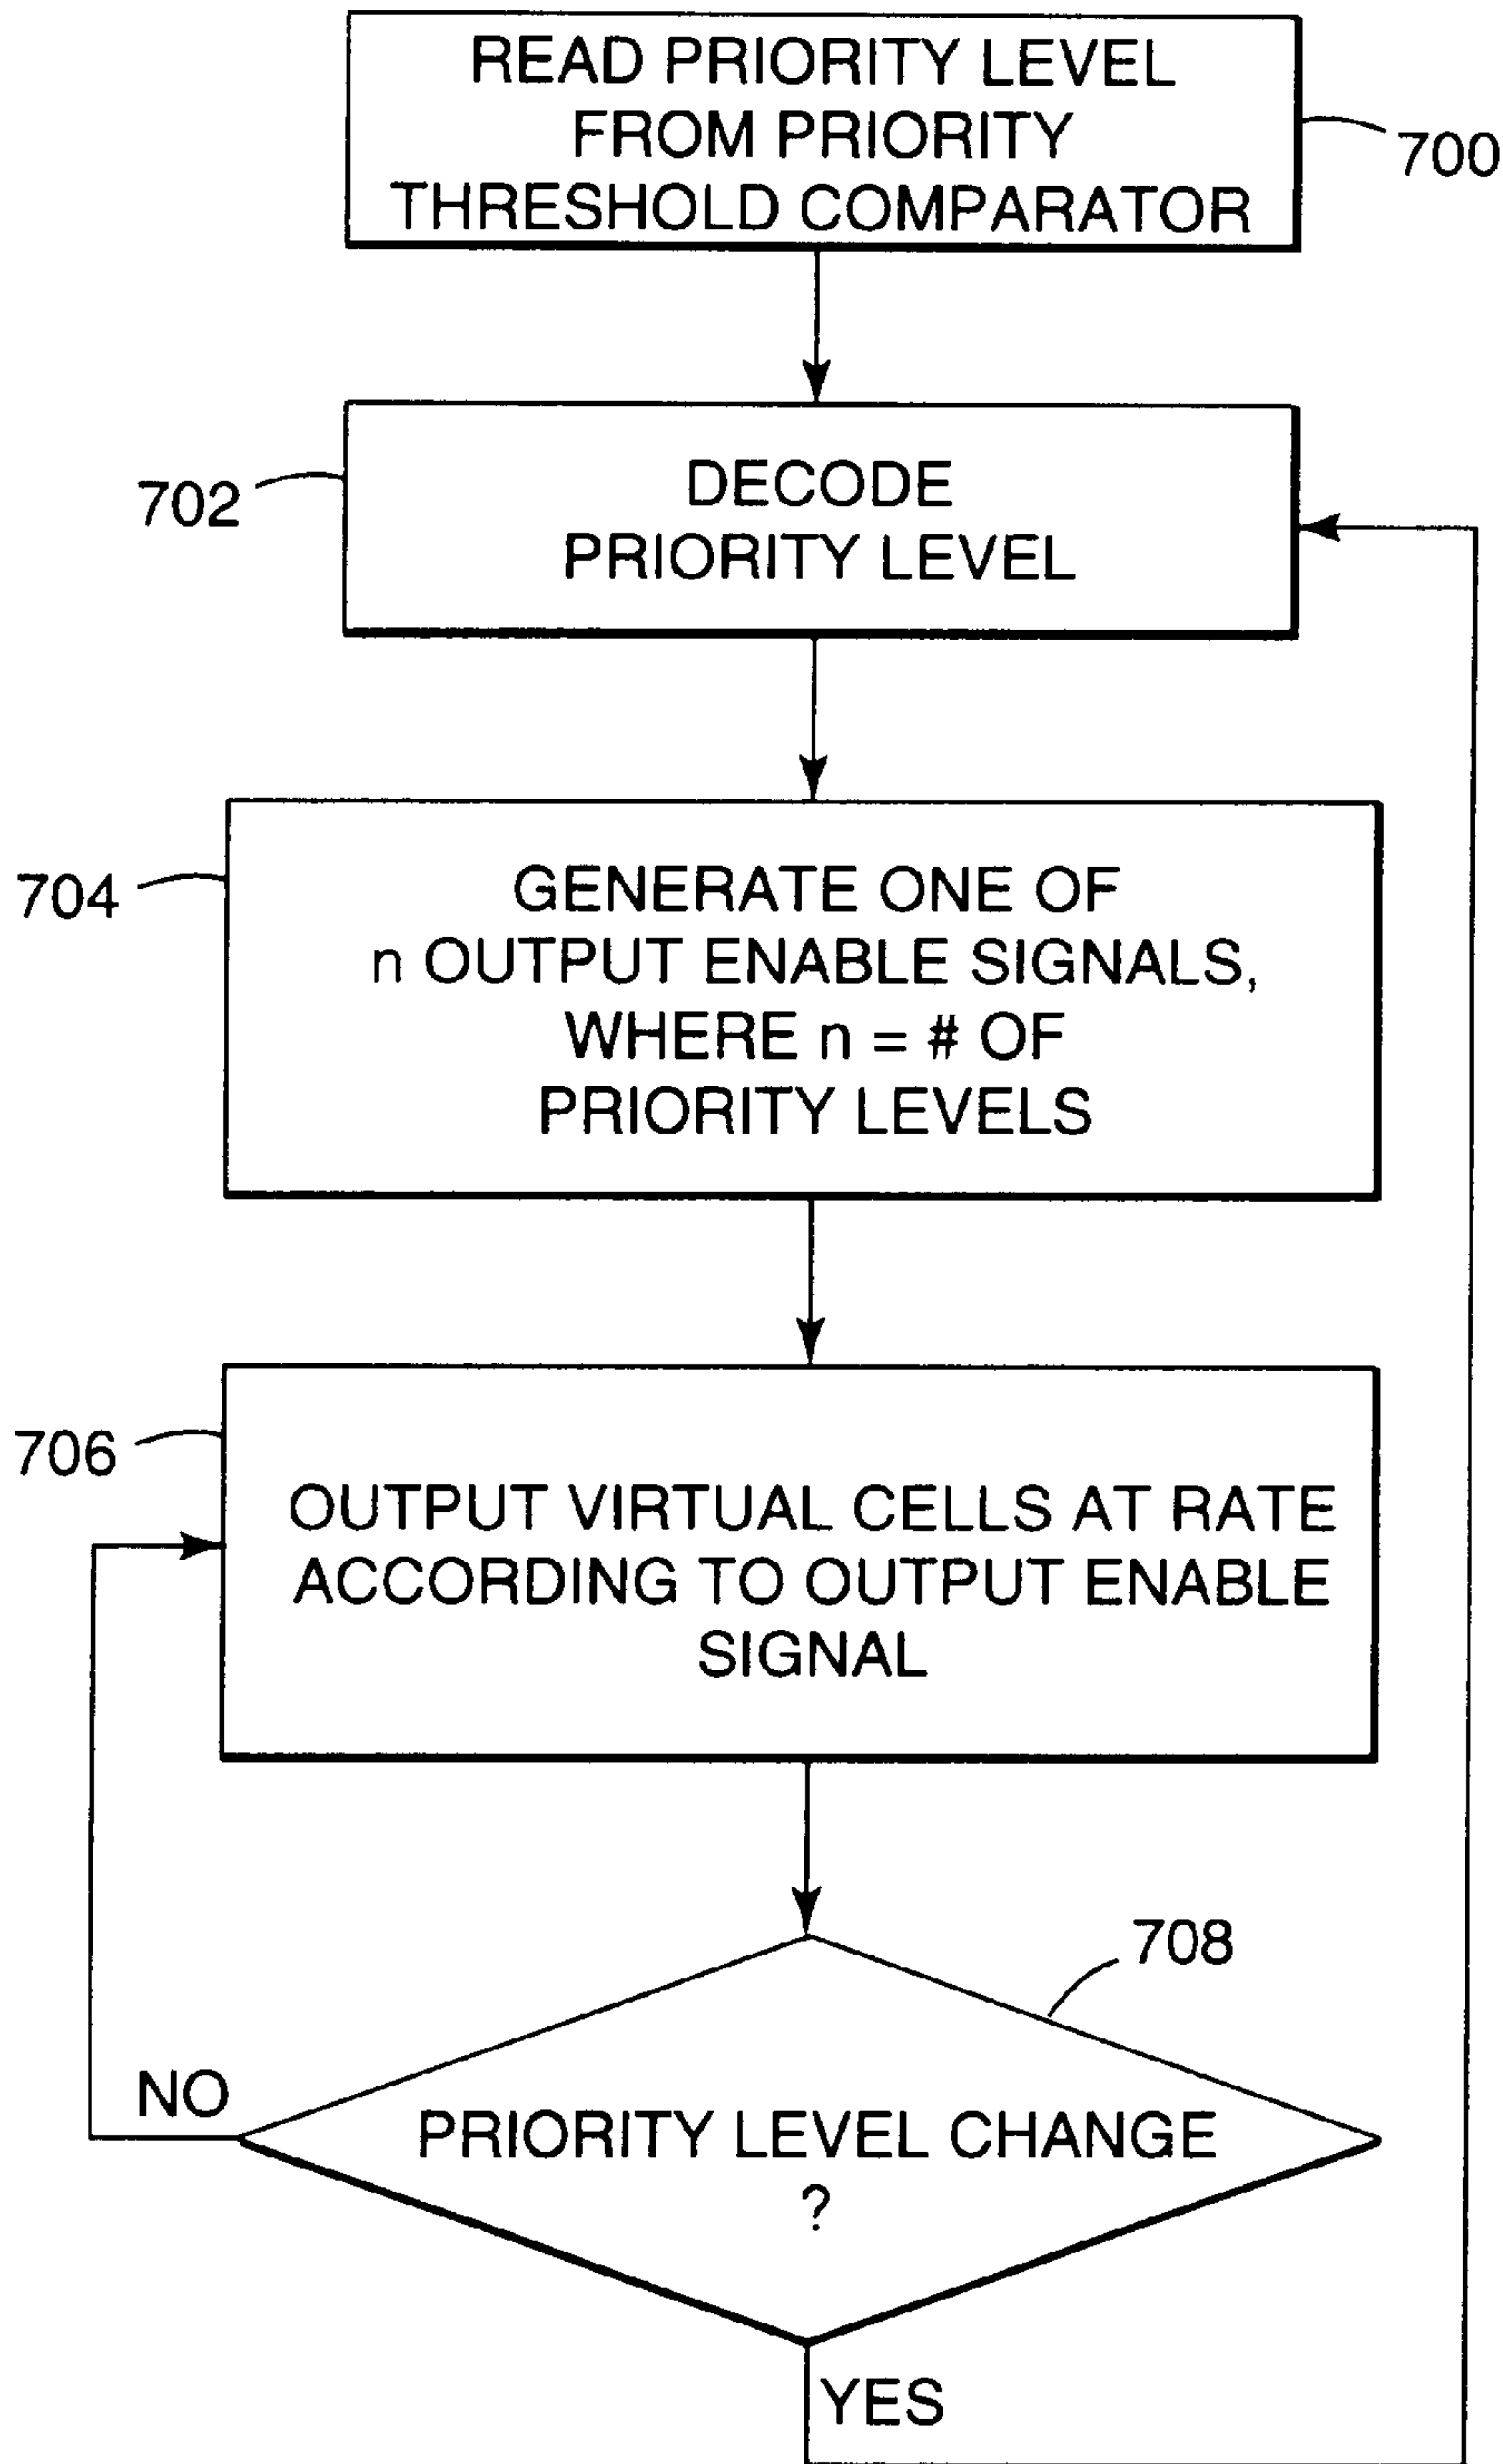 READ PRIORITY LEVEL
FROM PRIORITY
THRESHOLD COMPARATOR
700
702
DECODE
PRIORITY LEVEL
704
GENERATE ONE OF
n OUTPUT ENABLE SIGNALS,
WHERE n = # OF
PRIORITY LEVELS
706
OUTPUT VIRTUAL CELLS AT RATE
ACCORDING TO OUTPUT ENABLE
SIGNAL
708
NO
PRIORITY LEVEL CHANGE
?
YES